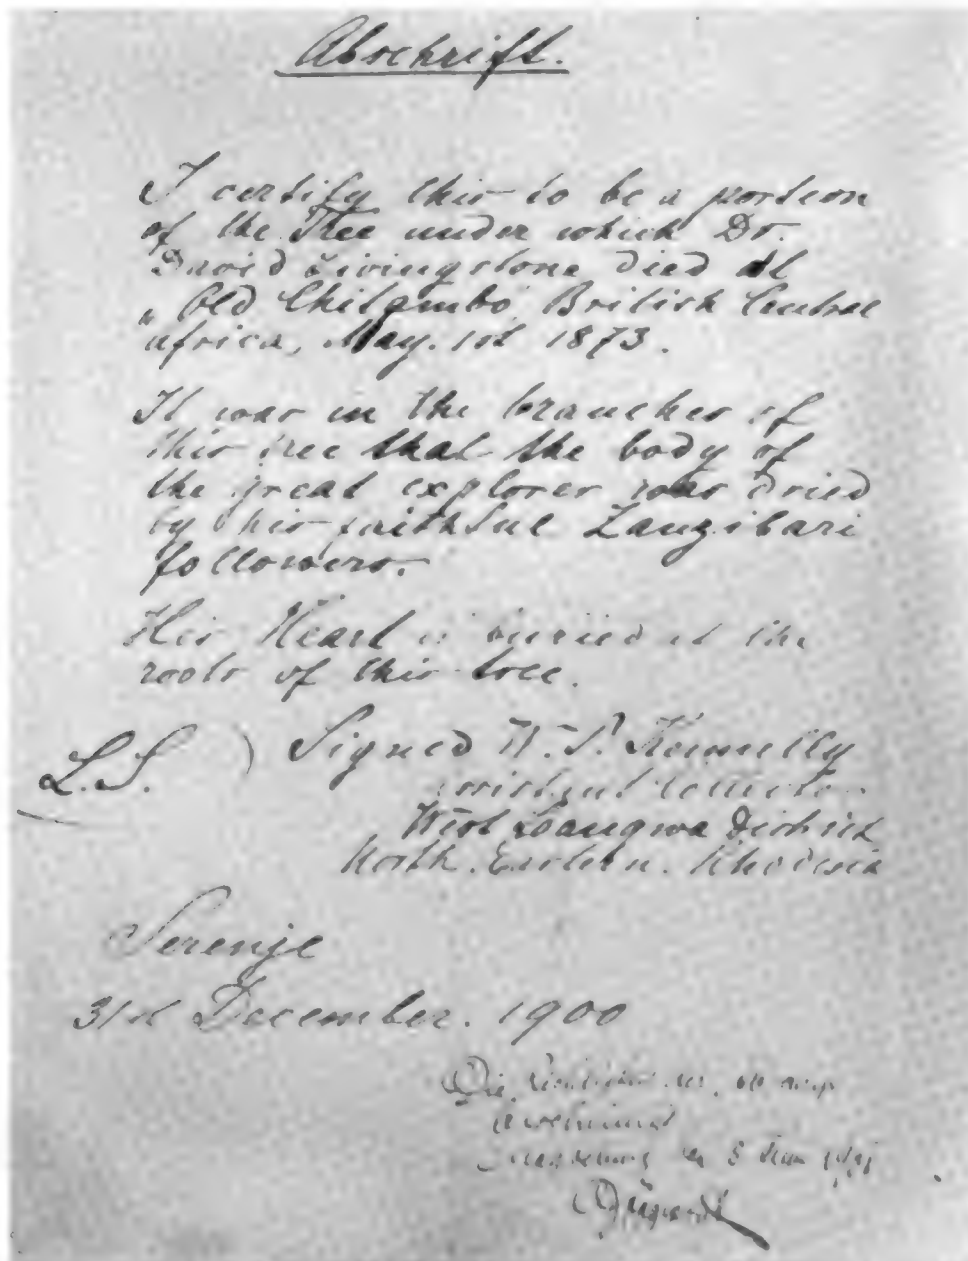 Abschrift.
I certify this to be a portion
of the Tree under which Dr.
David Livingstone died at
„Old Chitambo, British Central
Africa, May. 1st 1873.
It was in the branches of
this tree that the body of
the great explorer was dried
by his faithful Zanzibari
followers.
His Heart is buried at the
roots of this tree.
L.S. ) Signed
West Loangwa District
North. Eastern. Rhodesia
Serenje
31st December. 1900
Die